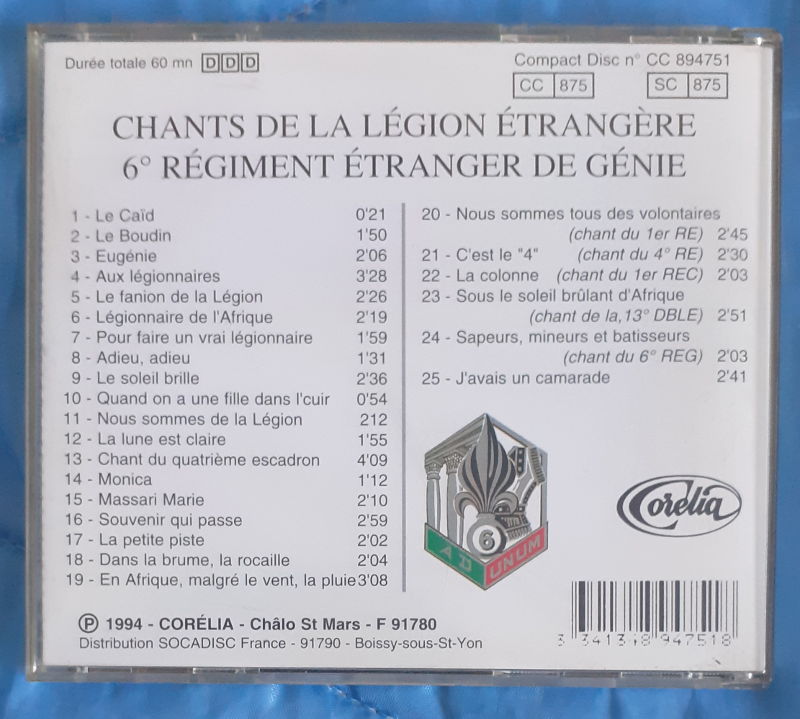 Durée totale 60 mn D D D
Compact Disc n° CC 894751
CC 875 SC 875
CHANTS DE LA LÉGION ÉTRANGÈRE
6° RÉGIMENT ÉTRANGER DE GÉNIE
1 - Le Caïd 0'21
2 - Le Boudin 1'50
3 - Eugénie 2'06
4 - Aux légionnaires 3'28
5 - Le fanion de la Légion 2'26
6 - Légionnaire de l'Afrique 2'19
7 - Pour faire un vrai légionnaire 1'59
8 - Adieu, adieu 1'31
9 - Le soleil brille 2'36
10 - Quand on a une fille dans l'cuir 0'54
11 - Nous sommes de la Légion 212
12 - La lune est claire 1'55
13 - Chant du quatrième escadron 4'09
14 - Monica 1'12
15 - Massari Marie 2'10
16 - Souvenir qui passe 2'59
17 - La petite piste 2'02
18 - Dans la brume, la rocaille 2'04
19 - En Afrique, malgré le vent, la pluie 3'08
20 - Nous sommes tous des volontaires
(chant du 1er RE) 2'45
21 - C'est le "4" (chant du 4° RE) 2'30
22 - La colonne (chant du 1er REC) 2'03
23 - Sous le soleil brûlant d'Afrique
(chant de la,13° DBLE) 2'51
24 - Sapeurs, mineurs et batisseurs
(chant du 6° REG) 2'03
25 - J'avais un camarade 2'41
6
AD UNUM
Corélia
℗ 1994 - CORÉLIA - Châlo St Mars - F 91780
Distribution SOCADISC France - 91790 - Boissy-sous-St-Yon
3 341348 947518